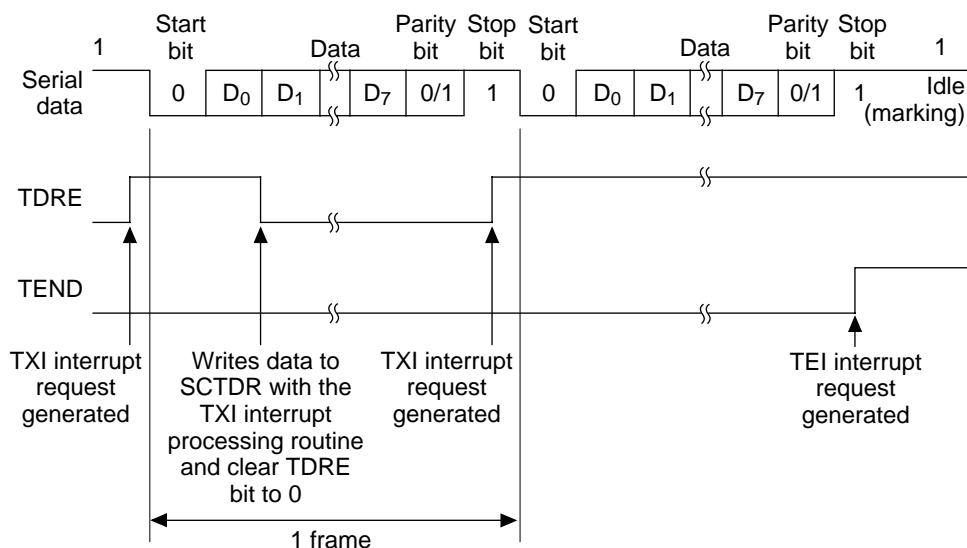 1
Start
bit
Data
Parity
bit
Stop
bit
Start
bit
Data
Parity
bit
Stop
bit
1
Serial
data
0 D0 D1 D7 0/1 1 0 D0 D1 D7 0/1 1
Idle
(marking)
TDRE
TEND
TXI interrupt
request
generated
Writes data to
SCTDR with the
TXI interrupt
processing routine
and clear TDRE
bit to 0
TXI interrupt
request
generated
TEI interrupt
request
generated
1 frame